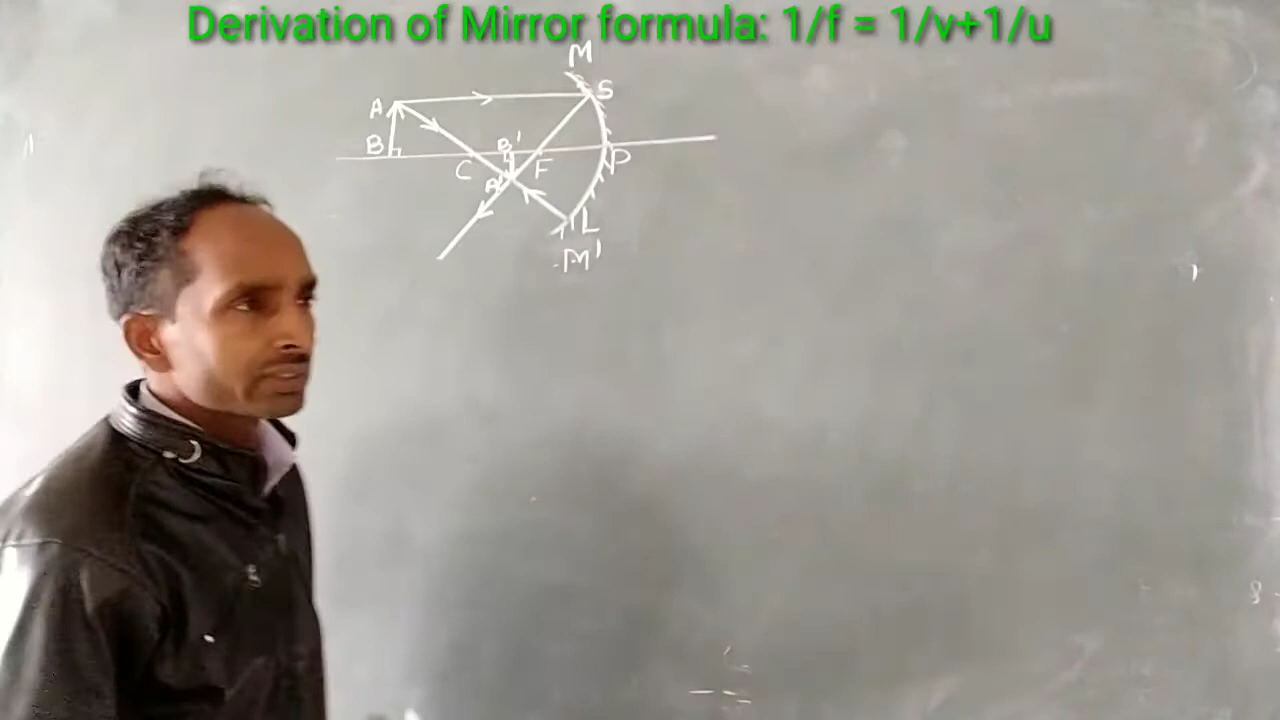 Derivation of Mirror formula: 1/f = 1/v+1/u
M
A S
B B' P
C A' F
L
M'